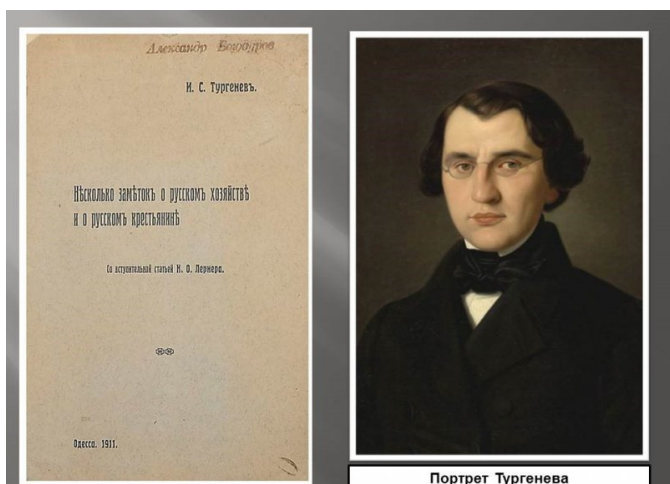 Александр
И. С. Тургеневъ.
Нѣсколько замѣтокъ о русскомъ хозяйствѣ
и о русскомъ крестьянинѣ
Со вступительной статьей Н. О. Лернера.
Одесса. 1911.
Портрет Тургенева